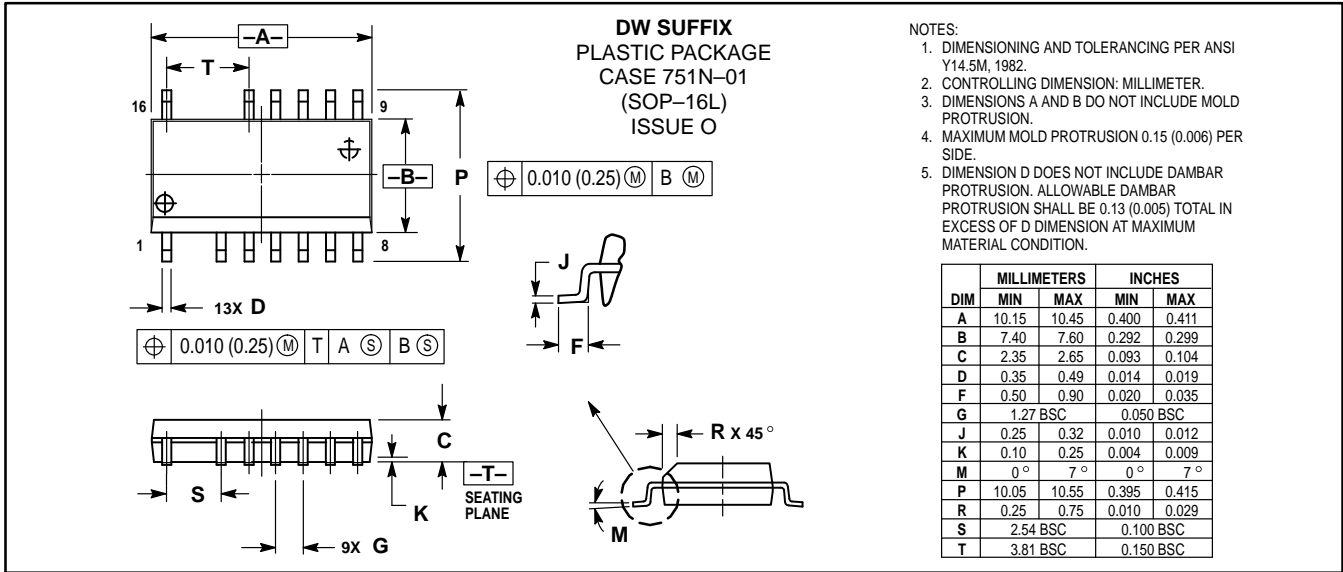 DW SUFFIX
PLASTIC PACKAGE
CASE 751N–01
(SOP–16L)
ISSUE O
–A–
T
16
9
–B–
P
⌖ 0.010 (0.25) Ⓜ B Ⓜ
1
8
13X D
⌖ 0.010 (0.25) Ⓜ T A Ⓢ B Ⓢ
J
F
C
–T–
SEATING
PLANE
S
K
9X G
R X 45°
M
NOTES:
1. DIMENSIONING AND TOLERANCING PER ANSI
Y14.5M, 1982.
2. CONTROLLING DIMENSION: MILLIMETER.
3. DIMENSIONS A AND B DO NOT INCLUDE MOLD
PROTRUSION.
4. MAXIMUM MOLD PROTRUSION 0.15 (0.006) PER
SIDE.
5. DIMENSION D DOES NOT INCLUDE DAMBAR
PROTRUSION. ALLOWABLE DAMBAR
PROTRUSION SHALL BE 0.13 (0.005) TOTAL IN
EXCESS OF D DIMENSION AT MAXIMUM
MATERIAL CONDITION.
MILLIMETERS INCHES
DIM MIN MAX MIN MAX
A 10.15 10.45 0.400 0.411
B 7.40 7.60 0.292 0.299
C 2.35 2.65 0.093 0.104
D 0.35 0.49 0.014 0.019
F 0.50 0.90 0.020 0.035
G 1.27 BSC 0.050 BSC
J 0.25 0.32 0.010 0.012
K 0.10 0.25 0.004 0.009
M 0° 7° 0° 7°
P 10.05 10.55 0.395 0.415
R 0.25 0.75 0.010 0.029
S 2.54 BSC 0.100 BSC
T 3.81 BSC 0.150 BSC